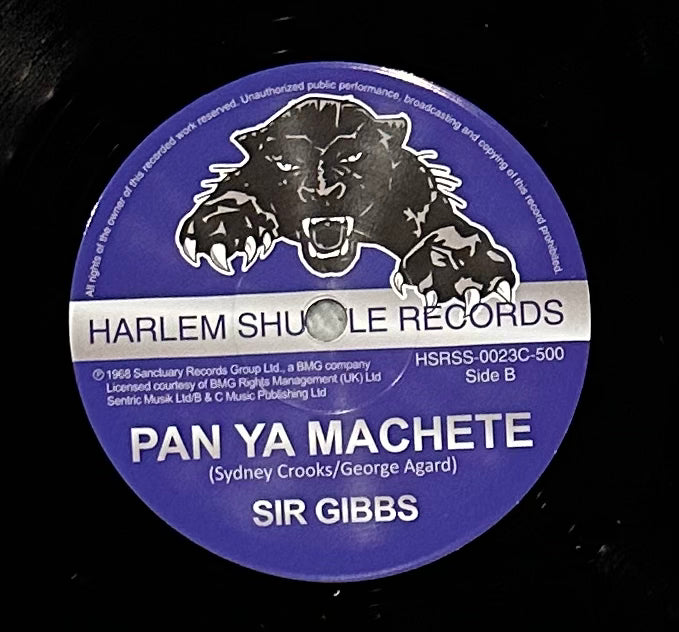 All rights of the owner of this recorded work reserved. Unauthorized public performance, broadcasting and copying of this record prohibited.
HARLEM SHU LE RECORDS
℗ 1968 Sanctuary Records Group Ltd., a BMG company
Licensed courtesy of BMG Rights Management (UK) Ltd
Sentric Musik Ltd/B & C Music Publishing Ltd
HSRSS-0023C-500
Side B
PAN YA MACHETE
(Sydney Crooks/George Agard)
SIR GIBBS